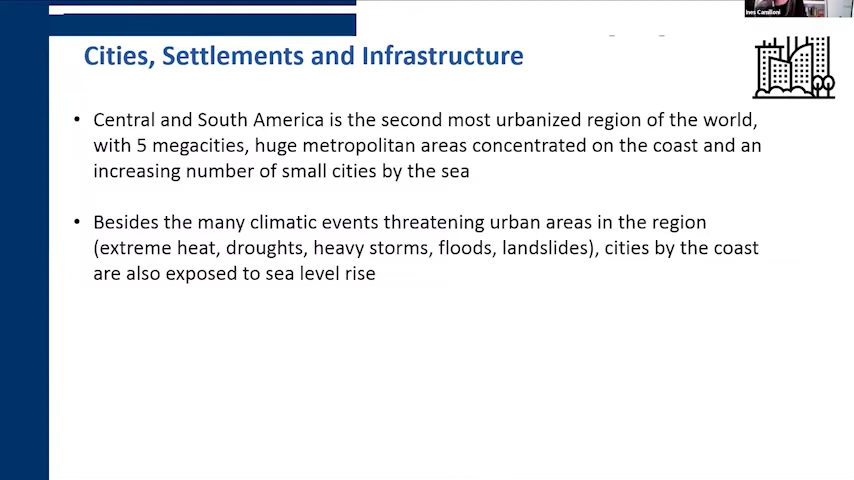 Ines Camilloni
Cities, Settlements and Infrastructure
• Central and South America is the second most urbanized region of the world,
with 5 megacities, huge metropolitan areas concentrated on the coast and an
increasing number of small cities by the sea
• Besides the many climatic events threatening urban areas in the region
(extreme heat, droughts, heavy storms, floods, landslides), cities by the coast
are also exposed to sea level rise